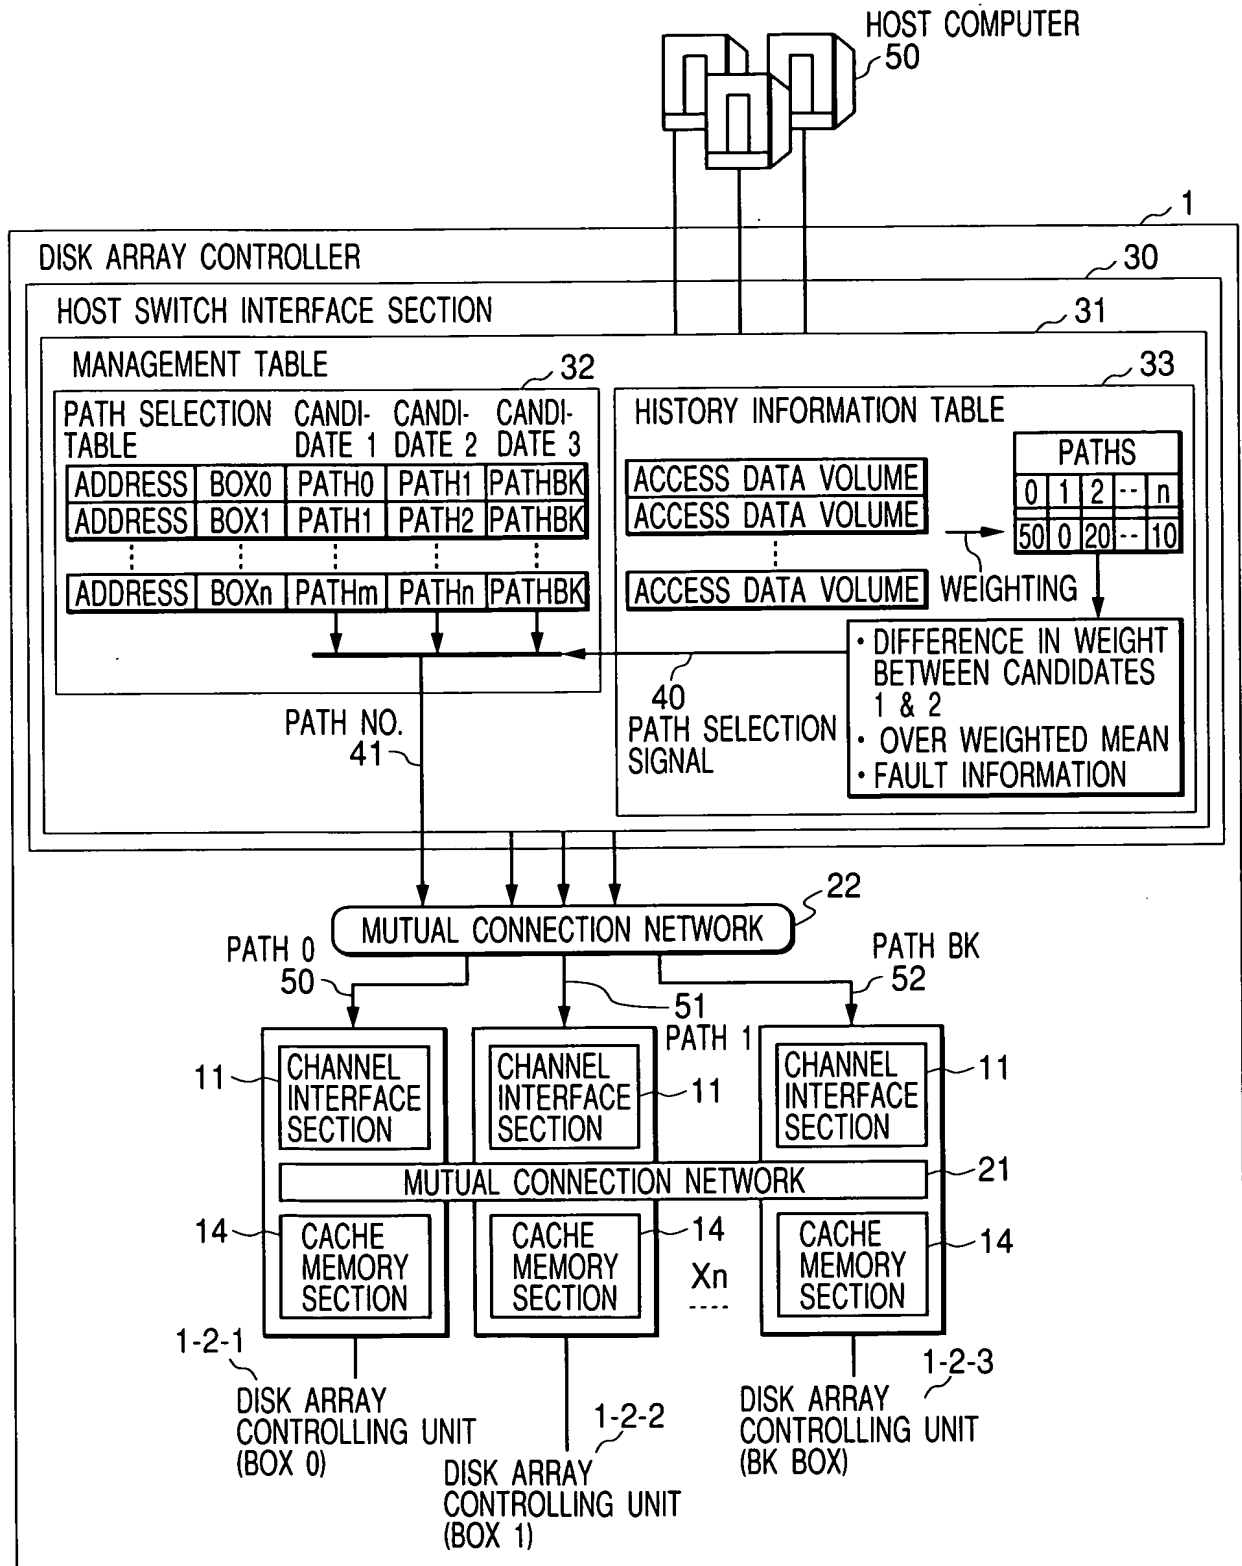 HOST COMPUTER
50
1
DISK ARRAY CONTROLLER
30
HOST SWITCH INTERFACE SECTION
31
MANAGEMENT TABLE
32
33
PATH SELECTION
TABLE
CANDI-
DATE 1
CANDI-
DATE 2
CANDI-
DATE 3
ADDRESS BOX0 PATH0 PATH1 PATHBK
ADDRESS BOX1 PATH1 PATH2 PATHBK
ADDRESS BOXn PATHm PATHn PATHBK
HISTORY INFORMATION TABLE
ACCESS DATA VOLUME
ACCESS DATA VOLUME
ACCESS DATA VOLUME
WEIGHTING
PATHS
0 1 2 -- n
50 0 20 -- 10
• DIFFERENCE IN WEIGHT
BETWEEN CANDIDATES
1 & 2
• OVER WEIGHTED MEAN
• FAULT INFORMATION
40
PATH SELECTION
SIGNAL
PATH NO.
41
22
MUTUAL CONNECTION NETWORK
PATH 0
50
51
PATH 1
PATH BK
52
11
CHANNEL
INTERFACE
SECTION
CHANNEL
INTERFACE
SECTION
11
CHANNEL
INTERFACE
SECTION
11
MUTUAL CONNECTION NETWORK
21
14
CACHE
MEMORY
SECTION
CACHE
MEMORY
SECTION
14
Xn
CACHE
MEMORY
SECTION
14
1-2-1
DISK ARRAY
CONTROLLING UNIT
(BOX 0)
1-2-2
DISK ARRAY
CONTROLLING UNIT
(BOX 1)
1-2-3
DISK ARRAY
CONTROLLING UNIT
(BK BOX)